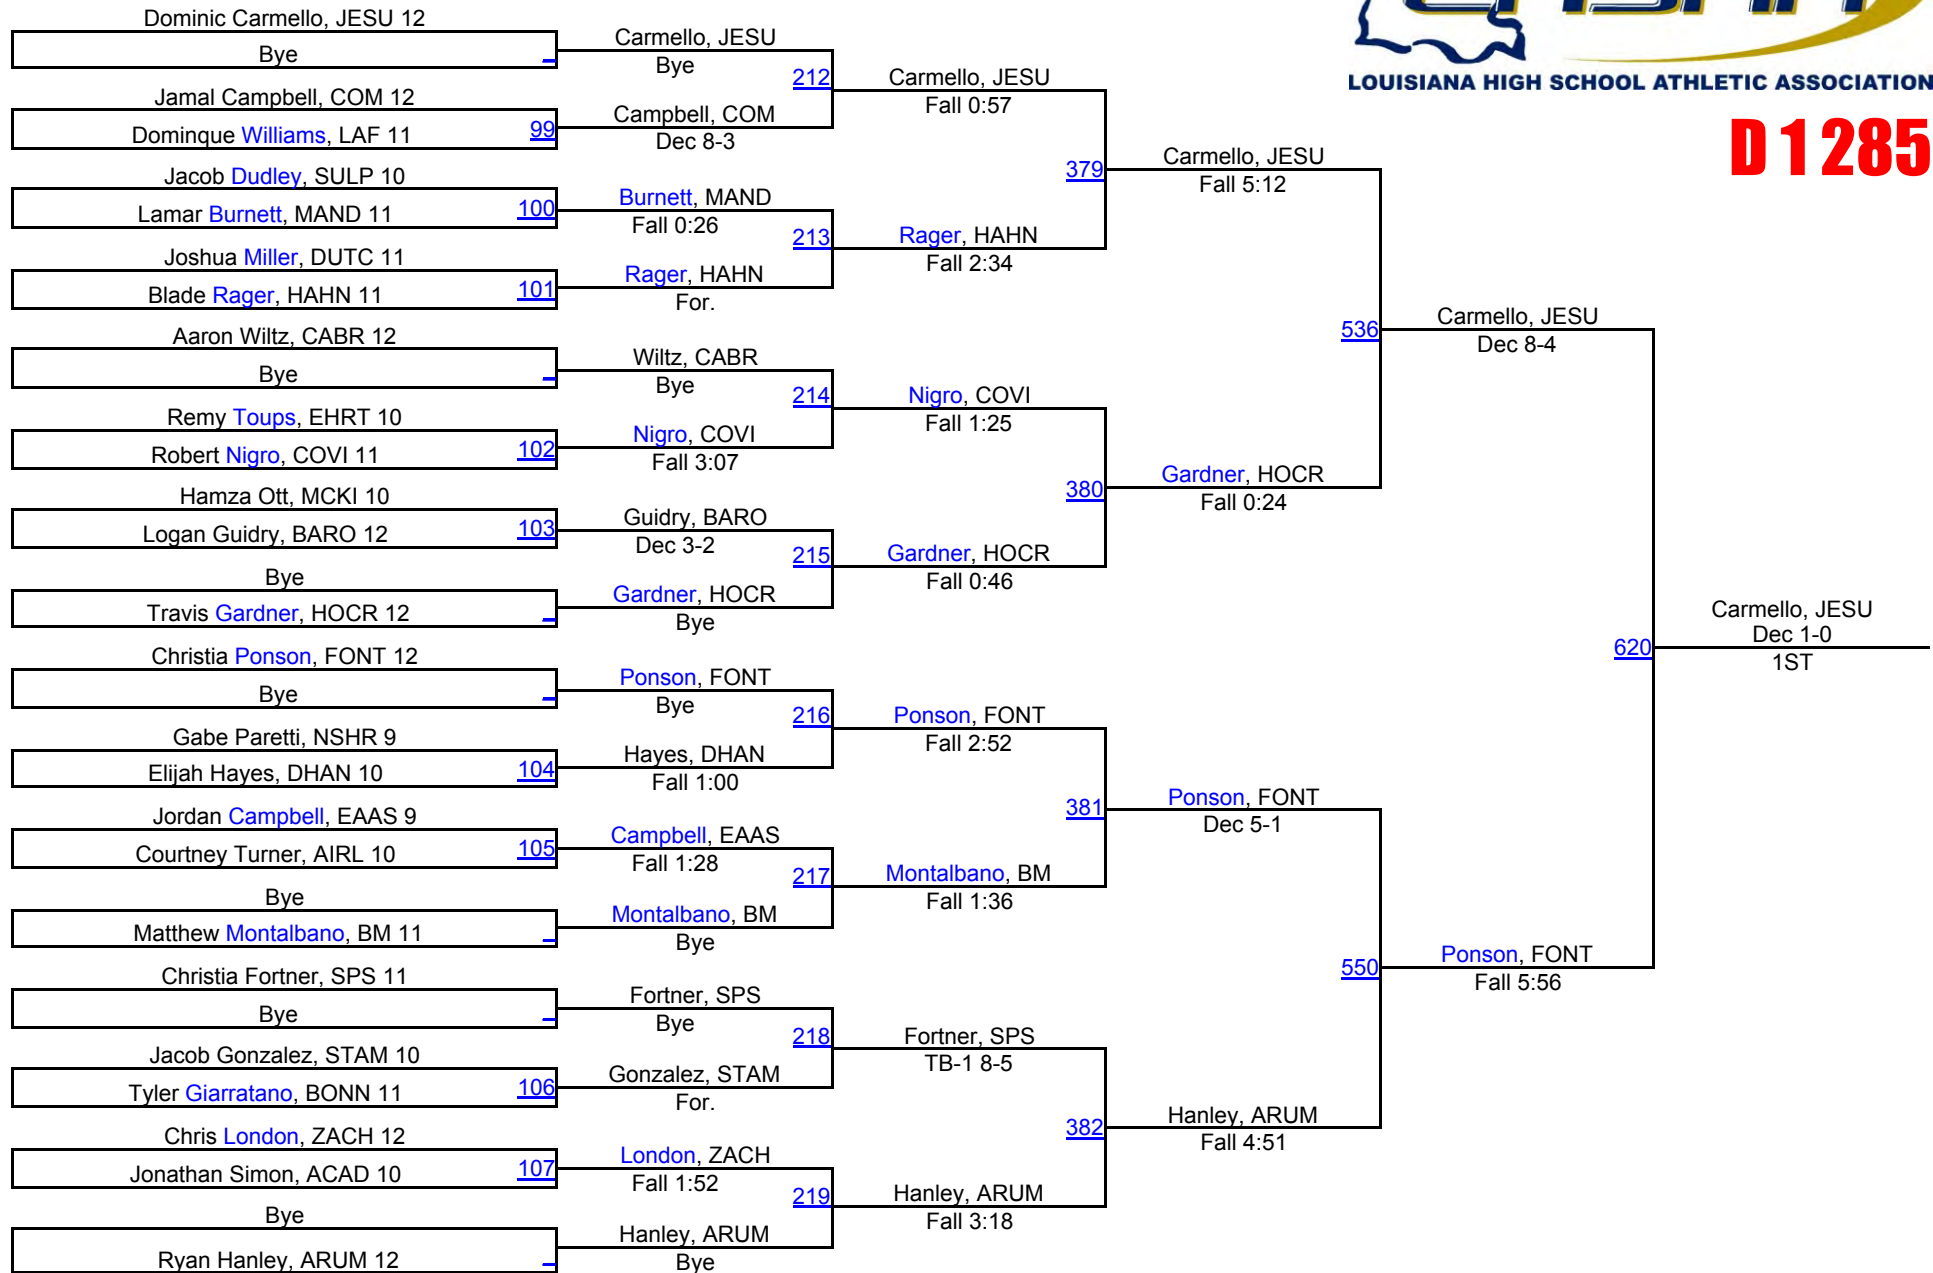 LHSAA
LOUISIANA HIGH SCHOOL ATHLETIC ASSOCIATION
D 1 285
Dominic Carmello, JESU 12
Bye
Jamal Campbell, COM 12
Dominque Williams, LAF 11
99
Jacob Dudley, SULP 10
Lamar Burnett, MAND 11
100
Joshua Miller, DUTC 11
Blade Rager, HAHN 11
101
Aaron Wiltz, CABR 12
Bye
Remy Toups, EHRT 10
Robert Nigro, COVI 11
102
Hamza Ott, MCKI 10
Logan Guidry, BARO 12
103
Bye
Travis Gardner, HOCR 12
Christia Ponson, FONT 12
Bye
Gabe Paretti, NSHR 9
Elijah Hayes, DHAN 10
104
Jordan Campbell, EAAS 9
Courtney Turner, AIRL 10
105
Bye
Matthew Montalbano, BM 11
Christia Fortner, SPS 11
Bye
Jacob Gonzalez, STAM 10
Tyler Giarratano, BONN 11
106
Chris London, ZACH 12
Jonathan Simon, ACAD 10
107
Bye
Ryan Hanley, ARUM 12
Carmello, JESU
Bye
212
Campbell, COM
Dec 8-3
Burnett, MAND
Fall 0:26
213
Rager, HAHN
For.
Wiltz, CABR
Bye
214
Nigro, COVI
Fall 3:07
Guidry, BARO
Dec 3-2
215
Gardner, HOCR
Bye
Ponson, FONT
Bye
216
Hayes, DHAN
Fall 1:00
Campbell, EAAS
Fall 1:28
217
Montalbano, BM
Bye
Fortner, SPS
Bye
218
Gonzalez, STAM
For.
London, ZACH
Fall 1:52
219
Hanley, ARUM
Bye
Carmello, JESU
Fall 0:57
379
Rager, HAHN
Fall 2:34
Nigro, COVI
Fall 1:25
380
Gardner, HOCR
Fall 0:46
Ponson, FONT
Fall 2:52
381
Montalbano, BM
Fall 1:36
Fortner, SPS
TB-1 8-5
382
Hanley, ARUM
Fall 3:18
Carmello, JESU
Fall 5:12
536
Gardner, HOCR
Fall 0:24
Ponson, FONT
Dec 5-1
550
Hanley, ARUM
Fall 4:51
Carmello, JESU
Dec 8-4
620
Ponson, FONT
Fall 5:56
Carmello, JESU
Dec 1-0
1ST